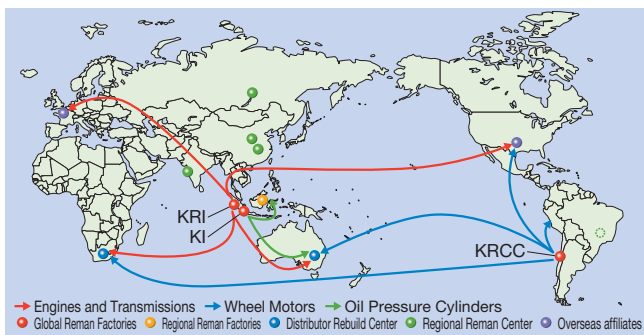 KRI
KI
KRCC
Engines and Transmissions Wheel Motors Oil Pressure Cylinders
Global Reman Factories Regional Reman Factories Distributor Rebuild Center Regional Reman Center Overseas affiliates